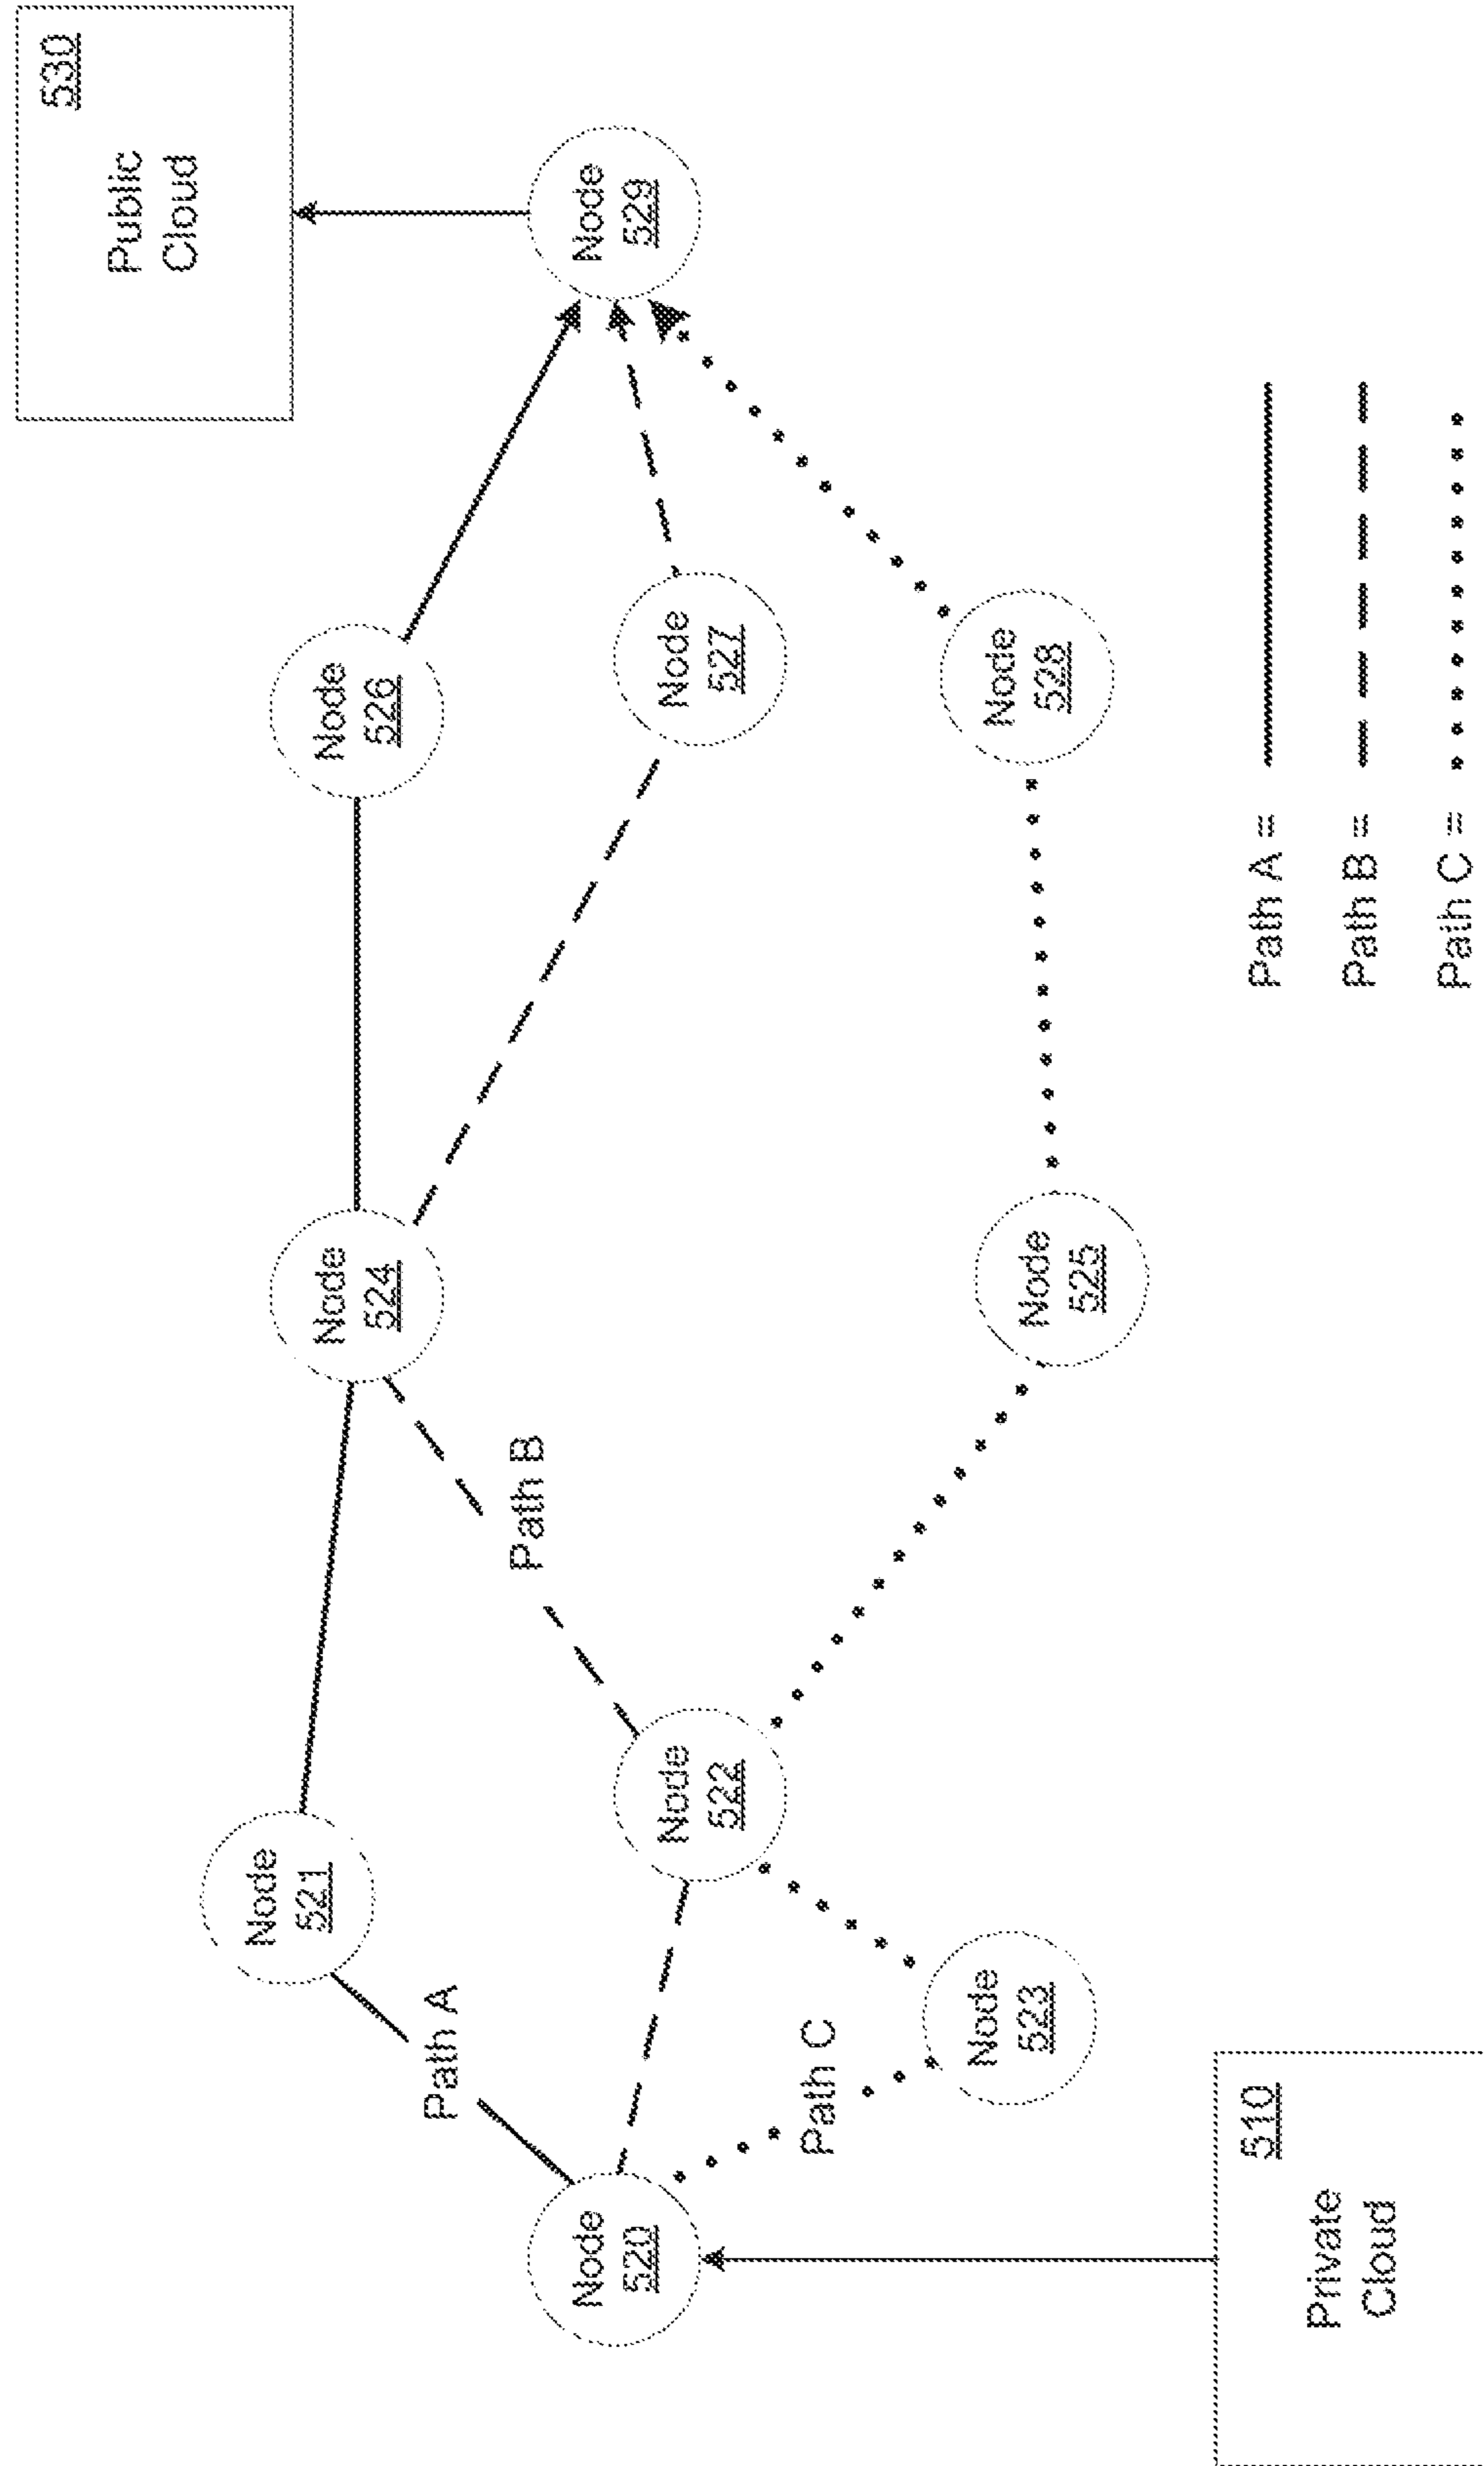 530
Public
Cloud
Node
529
Node
526
Node
527
Node
528
Node
524
Node
525
Path B
Node
521
Node
522
Node
523
Path A
Path C
Node
520
510
Private
Cloud
Path A =
Path B =
Path C =